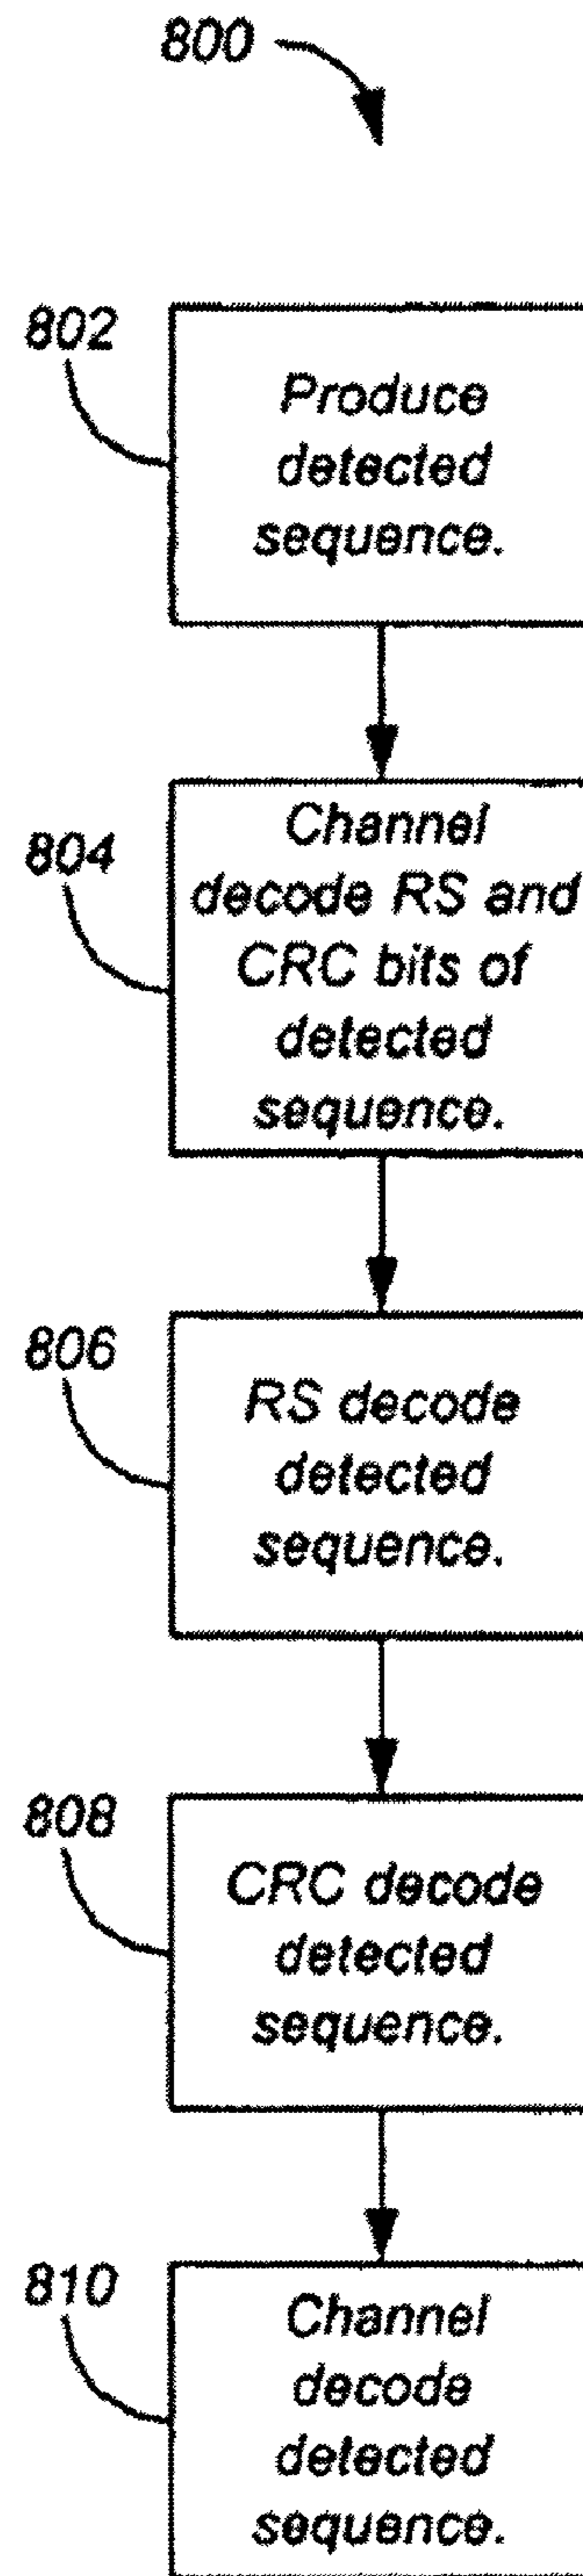 800
802
Produce
detected
sequence.
804
Channel
decode RS and
CRC bits of
detected
sequence.
806
RS decode
detected
sequence.
808
CRC decode
detected
sequence.
810
Channel
decode
detected
sequence.